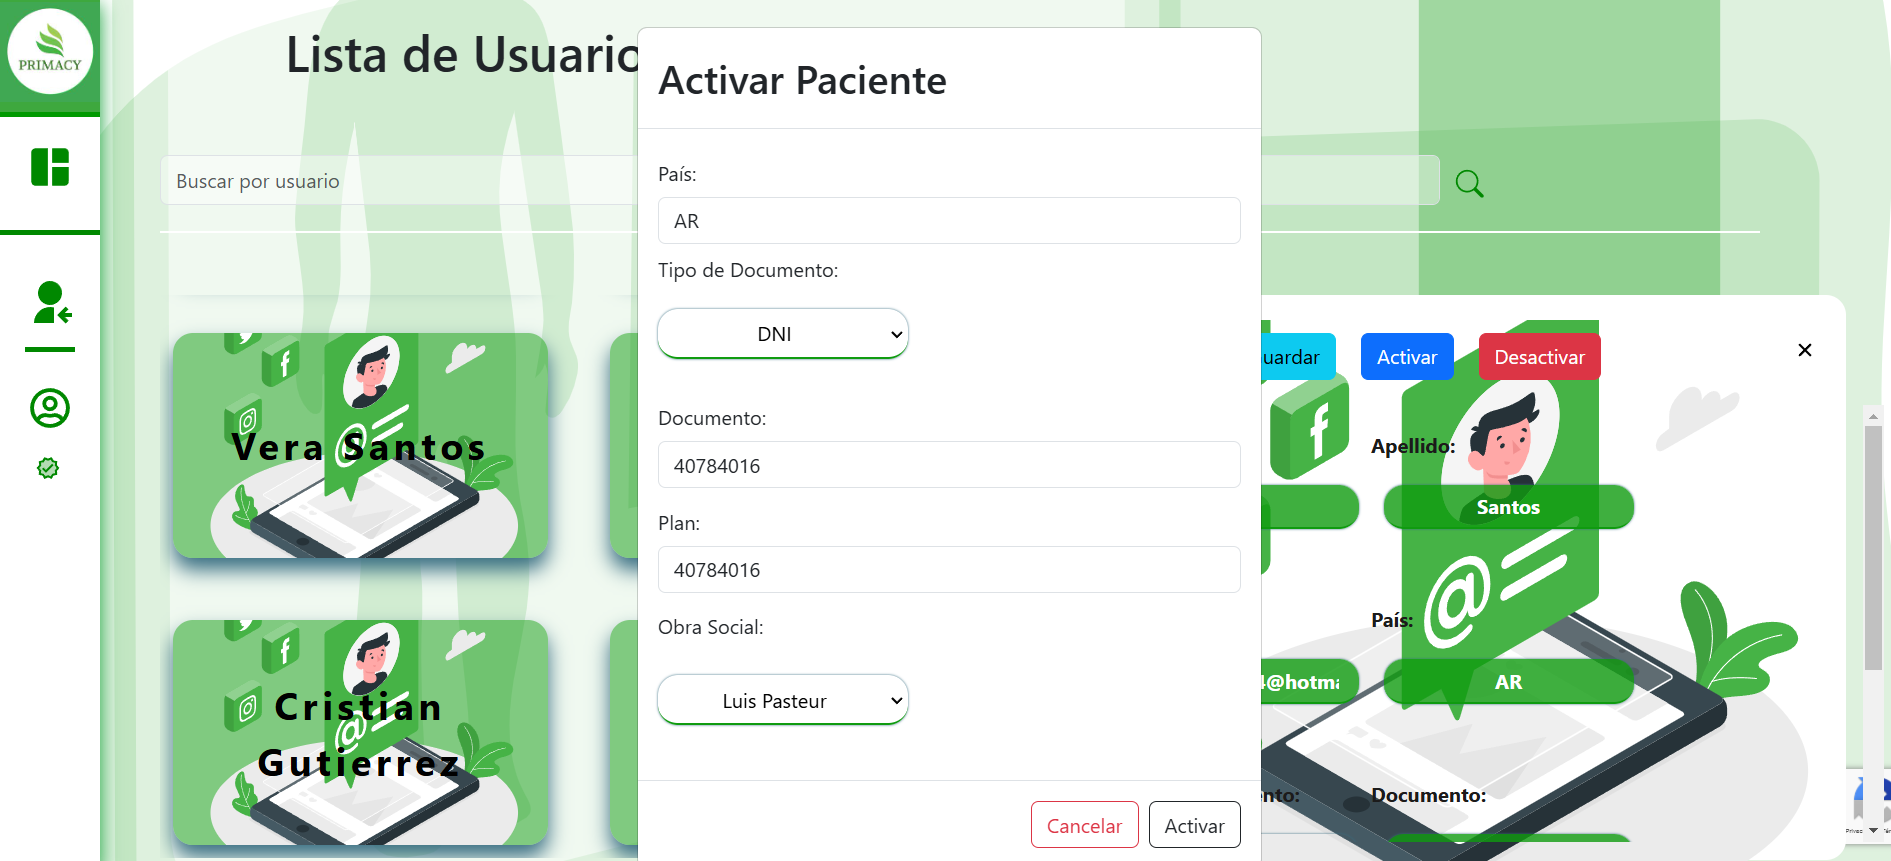 PRIMACY
Lista de Usuario
Buscar por usuario
Vera Santos
Cristian
Gutierrez
Activar Paciente
País:
AR
Tipo de Documento:
DNI
Documento:
40784016
Plan:
40784016
Obra Social:
Luis Pasteur
Cancelar
Activar
uardar
Activar
Desactivar
Apellido:
Santos
País:
4@hotma
AR
nto:
Documento: